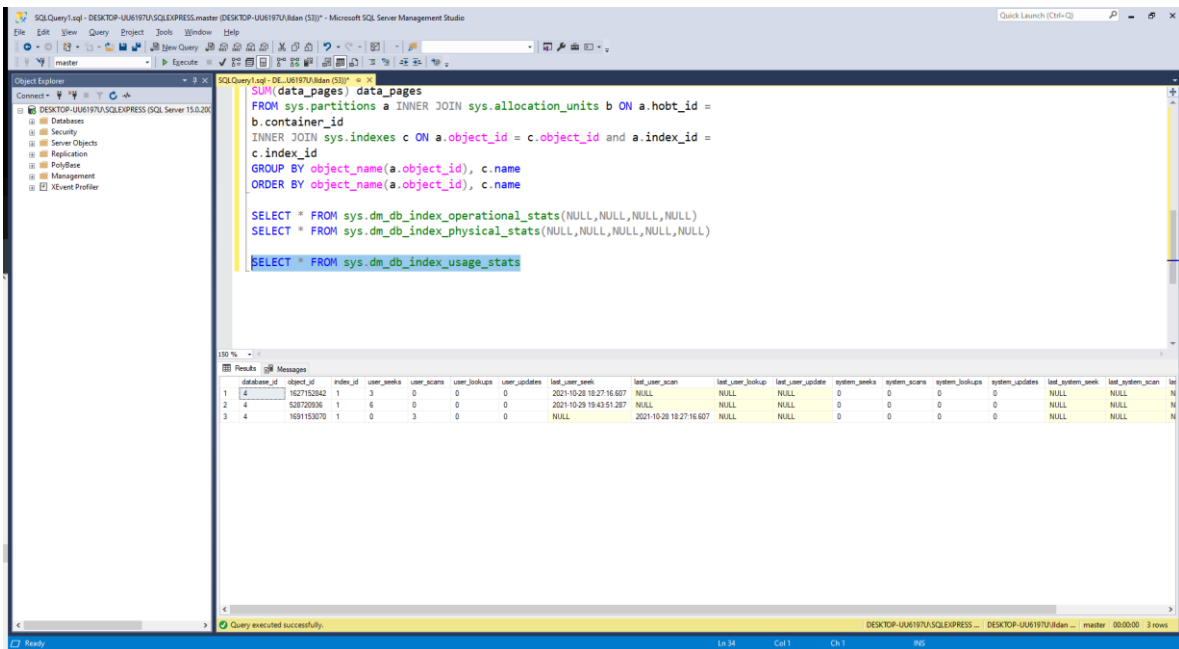 SQLQuery1.sql - DESKTOP-UU6197U\SQLEXPRESS.master (DESKTOP-UU6197U\Ildan (53))* - Microsoft SQL Server Management Studio
Quick Launch (Ctrl+Q)
File Edit View Query Project Tools Window Help
New Query
master Execute
Object Explorer
SQLQuery1.sql - DE...U6197U\Ildan (53))*
Connect
DESKTOP-UU6197U\SQLEXPRESS (SQL Server 15.0.200
Databases
Security
Server Objects
Replication
PolyBase
Management
XEvent Profiler
SUM(data_pages) data_pages
FROM sys.partitions a INNER JOIN sys.allocation_units b ON a.hobt_id =
b.container_id
INNER JOIN sys.indexes c ON a.object_id = c.object_id and a.index_id =
c.index_id
GROUP BY object_name(a.object_id), c.name
ORDER BY object_name(a.object_id), c.name
SELECT * FROM sys.dm_db_index_operational_stats(NULL,NULL,NULL,NULL)
SELECT * FROM sys.dm_db_index_physical_stats(NULL,NULL,NULL,NULL,NULL)
SELECT * FROM sys.dm_db_index_usage_stats
150 %
Results Messages
database_id object_id index_id user_seeks user_scans user_lookups user_updates last_user_seek last_user_scan last_user_lookup last_user_update system_seeks system_scans system_lookups system_updates last_system_seek last_system_scan las
1 4 1627152842 1 3 0 0 0 2021-10-28 18:27:16.607 NULL NULL NULL 0 0 0 0 NULL NULL N
2 4 528720936 1 6 0 0 0 2021-10-29 19:43:51.287 NULL NULL NULL 0 0 0 0 NULL NULL N
3 4 1691153070 1 0 3 0 0 NULL 2021-10-28 18:27:16.607 NULL NULL 0 0 0 0 NULL NULL N
Query executed successfully.
DESKTOP-UU6197U\SQLEXPRESS ... DESKTOP-UU6197U\Ildan ... master 00:00:00 3 rows
Ready
Ln 34 Col 1 Ch 1 INS